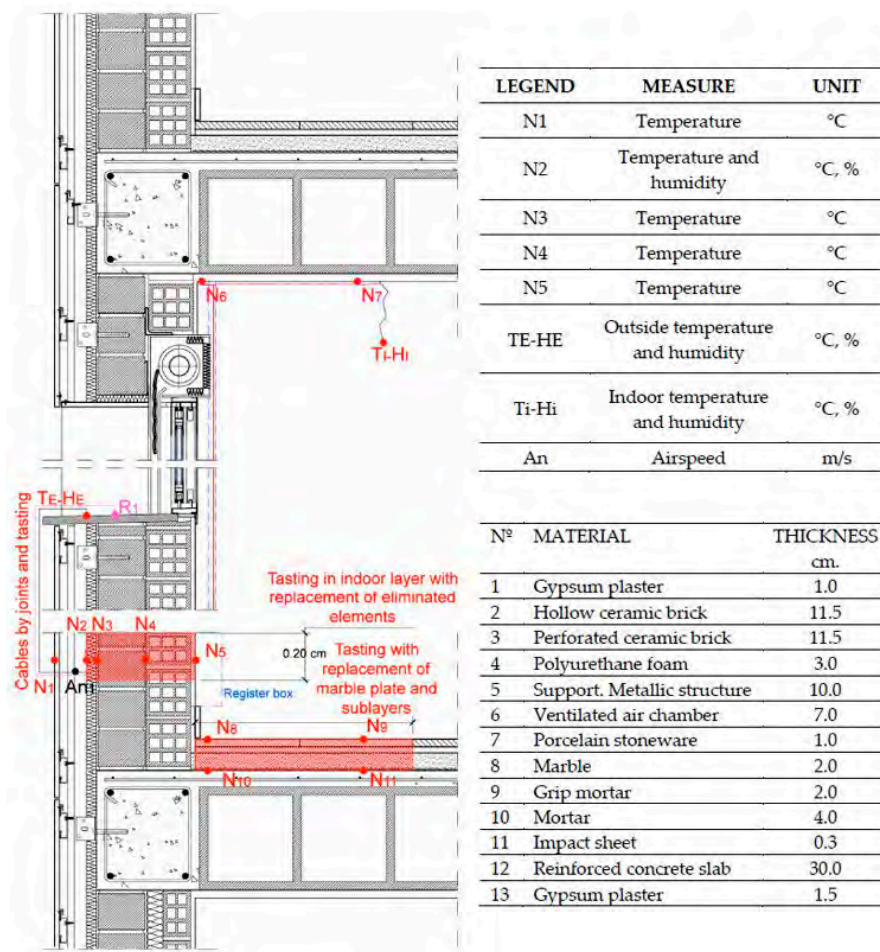 N6
N7
TI-HI
TE-HE
R1
Cables by joints and tasting
Tasting in indoor layer with
replacement of eliminated
elements
N2
N3
N4
N5
0.20 cm
Tasting with
replacement of
marble plate and
sublayers
N1
An1
Register box
N8
N9
N10
N11
LEGEND MEASURE UNIT
N1 Temperature °C
N2 Temperature and humidity °C, %
N3 Temperature °C
N4 Temperature °C
N5 Temperature °C
TE-HE Outside temperature and humidity °C, %
Ti-Hi Indoor temperature and humidity °C, %
An Airspeed m/s
Nº MATERIAL THICKNESS
cm.
1 Gypsum plaster 1.0
2 Hollow ceramic brick 11.5
3 Perforated ceramic brick 11.5
4 Polyurethane foam 3.0
5 Support. Metallic structure 10.0
6 Ventilated air chamber 7.0
7 Porcelain stoneware 1.0
8 Marble 2.0
9 Grip mortar 2.0
10 Mortar 4.0
11 Impact sheet 0.3
12 Reinforced concrete slab 30.0
13 Gypsum plaster 1.5